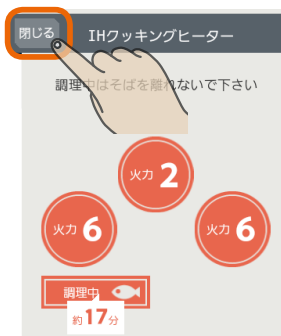 閉じる
IHクッキングヒーター
調理中はそばを離れないで下さい
火力 2
火力 6
火力 6
調理中
約17分